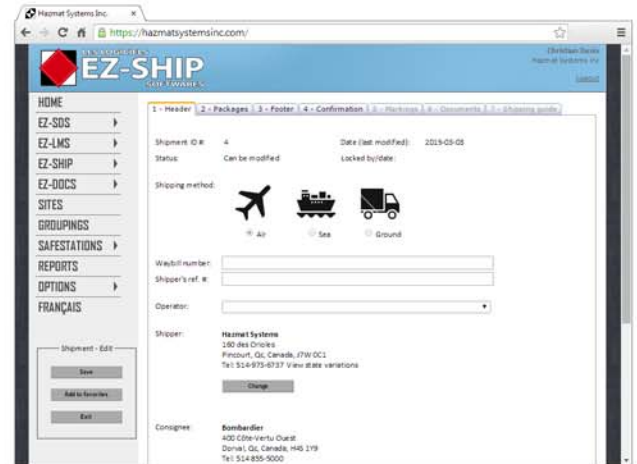 Hazmat Systems Inc.
https://hazmatsystemsinc.com/
LES LOGICIELS
EZ-SHIP
SOFTWARES
Christian Davis
Hazmat Systems Inc
Logout
HOME
EZ-SDS
EZ-LMS
EZ-SHIP
EZ-DOCS
SITES
GROUPINGS
SAFESTATIONS
REPORTS
OPTIONS
FRANÇAIS
Shipment - Edit
Save
Add to favorites
Exit
1 - Header 2 - Packages 3 - Footer 4 - Confirmation 5 - Markings 6 - Documents 7 - Shipping guide
Shipment ID #: 4 Date (last modified): 2015-03-05
Status: Can be modified Locked by/date:
Shipping method:
Air Sea Ground
Waybill number:
Shipper's ref. #:
Operator:
Shipper: Hazmat Systems
160 des Orioles
Pincourt, Qc, Canada, J7W 0C1
Tel: 514-975-6737 View state variations
Change
Consignee: Bombardier
400 Côte-Vertu Ouest
Dorval, Qc, Canada, H4S 1Y9
Tel: 514 855-5000